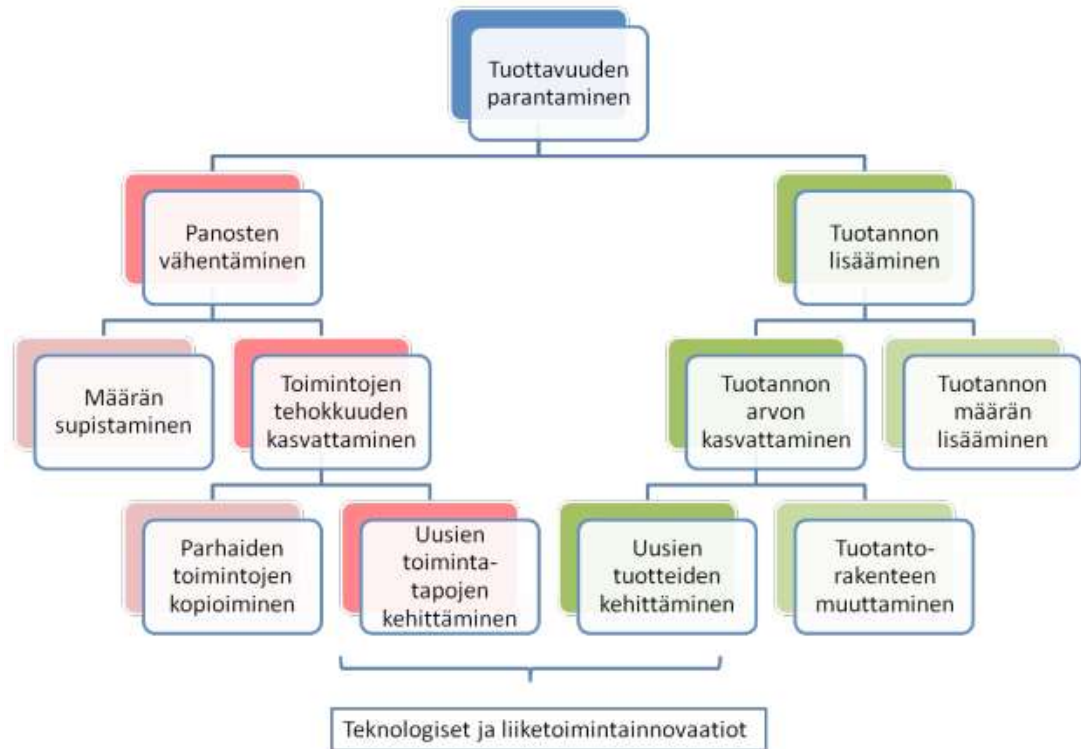 Tuottavuuden
parantaminen
Panosten
vähentäminen
Tuotannon
lisääminen
Määrän
supistaminen
Toimintojen
tehokkuuden
kasvattaminen
Tuotannon
arvon
kasvattaminen
Tuotannon
määrän
lisääminen
Parhaiden
toimintojen
kopioiminen
Uusien
toiminta-
tapojen
kehittäminen
Uusien
tuotteiden
kehittäminen
Tuotanto-
rakenteen
muuttaminen
Teknologiset ja liiketoimintainnovaatiot